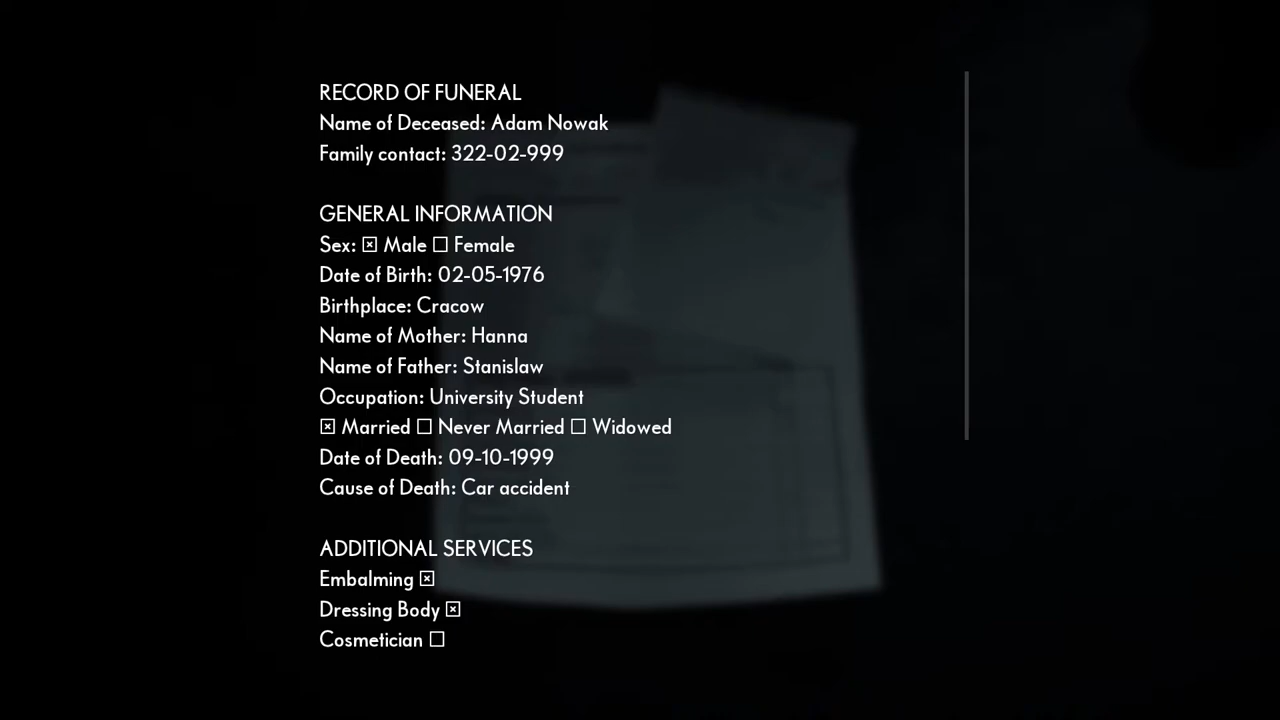 RECORD OF FUNERAL
Name of Deceased: Adam Nowak
Family contact: 322-02-999
GENERAL INFORMATION
Sex: ☒ Male ☐ Female
Date of Birth: 02-05-1976
Birthplace: Cracow
Name of Mother: Hanna
Name of Father: Stanislaw
Occupation: University Student
☒ Married ☐ Never Married ☐ Widowed
Date of Death: 09-10-1999
Cause of Death: Car accident
ADDITIONAL SERVICES
Embalming ☒
Dressing Body ☒
Cosmetician ☐